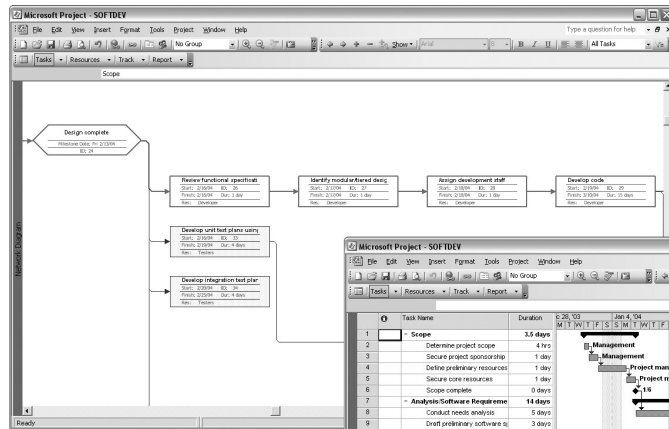 Microsoft Project - SOFTDEV
File Edit View Insert Format Tools Project Window Help
Type a question for help
No Group
Show
Arial
8
B I U
All Tasks
Tasks Resources Track Report
Scope
Network Diagram
Design complete
Milestone Date: Fri 2/13/04
ID: 24
Review functional specificati
Start: 2/16/04 ID: 26
Finish: 2/16/04 Dur: 1 day
Res: Developer
Identify modular/tiered desig
Start: 2/17/04 ID: 27
Finish: 2/17/04 Dur: 1 day
Res: Developer
Assign development staff
Start: 2/18/04 ID: 28
Finish: 2/18/04 Dur: 1 day
Res: Developer
Develop code
Start: 2/19/04 ID: 29
Finish: 3/10/04 Dur: 15 days
Res: Developer
Develop unit test plans using
Start: 2/16/04 ID: 33
Finish: 2/19/04 Dur: 4 days
Res: Testers
Develop integration test plar
Start: 2/20/04 ID: 34
Finish: 2/25/04 Dur: 4 days
Res: Testers
Ready
Microsoft Project - SOFTDEV
File Edit View Insert Format Tools Project Window Help
No Group
Tasks Resources Track Report
Task Name Duration c 28, '03 Jan 4, '04
M T W T F S S M T W T F
1 - Scope 3.5 days
2 Determine project scope 4 hrs Management
3 Secure project sponsorship 1 day Management
4 Define preliminary resources 1 day Project man
5 Secure core resources 1 day Project m
6 Scope complete 0 days 1/6
7 - Analysis/Software Requireme 14 days
8 Conduct needs analysis 5 days
9 Draft preliminary software sp 3 days